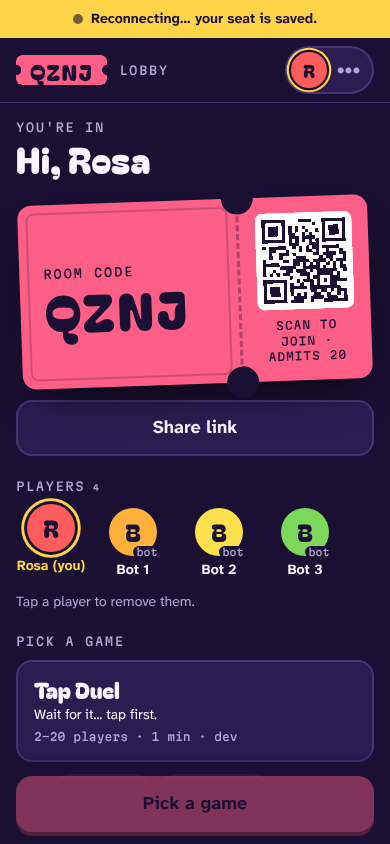 Reconnecting… your seat is saved.
QZNJ LOBBY R •••
YOU'RE IN
Hi, Rosa
ROOM CODE
QZNJ
SCAN TO
JOIN ·
ADMITS 20
Share link
PLAYERS 4
R B B B
bot bot bot
Rosa (you) Bot 1 Bot 2 Bot 3
Tap a player to remove them.
PICK A GAME
Tap Duel
Wait for it… tap first.
2–20 players · 1 min · dev
Pick a game